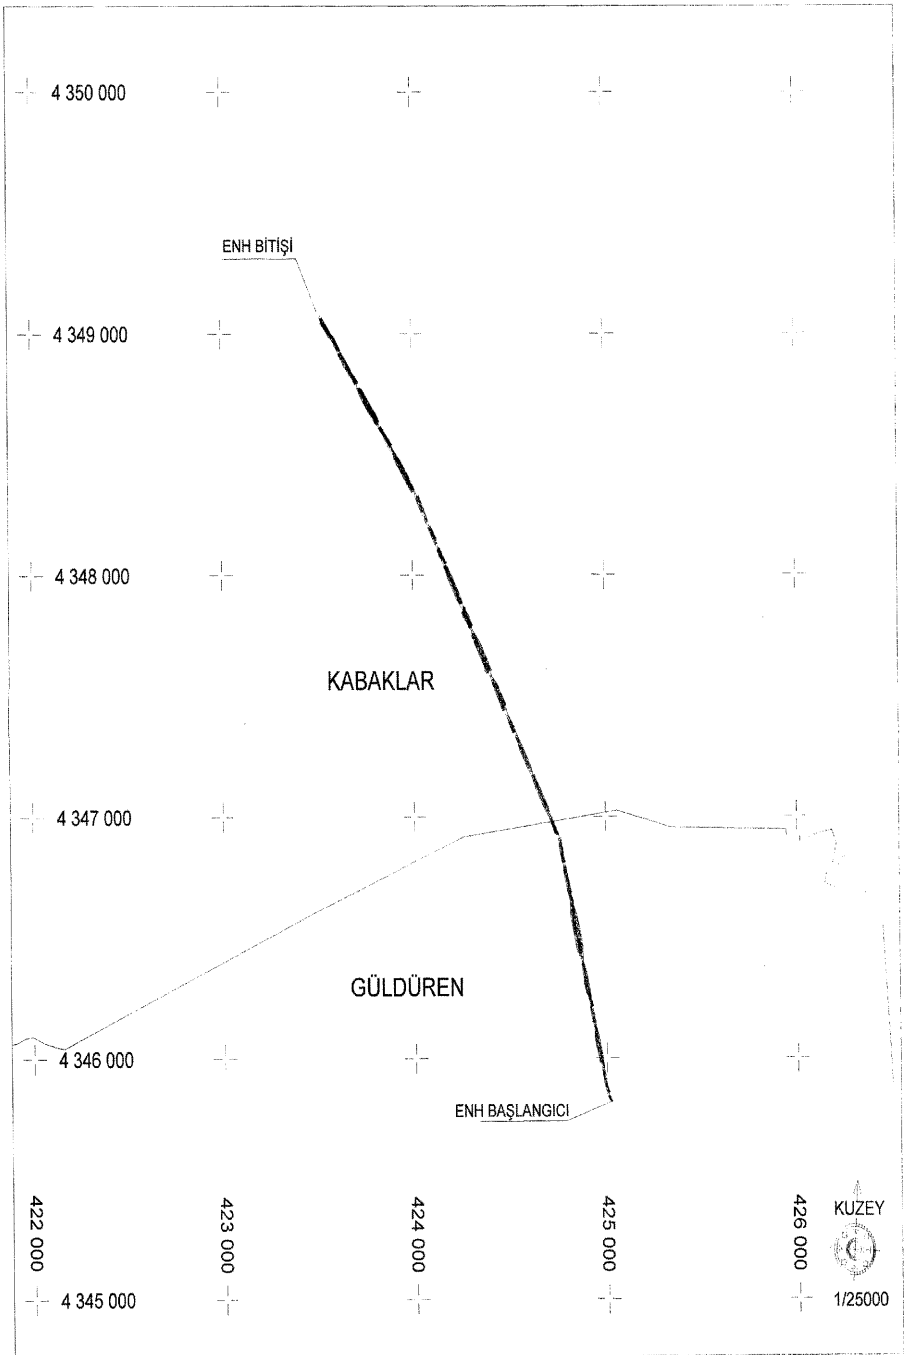 4 350 000
ENH BİTİŞİ
4 349 000
4 348 000
KABAKLAR
4 347 000
GÜLDÜREN
4 346 000
ENH BAŞLANGICI
422 000
423 000
424 000
425 000
426 000
KUZEY
4 345 000
1/25000